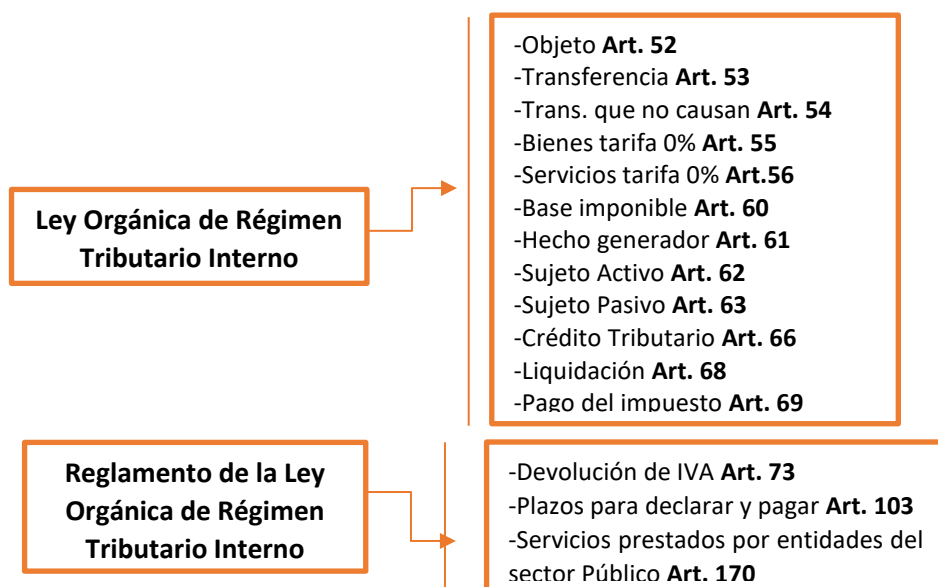 Ley Orgánica de Régimen
Tributario Interno
-Objeto Art. 52
-Transferencia Art. 53
-Trans. que no causan Art. 54
-Bienes tarifa 0% Art. 55
-Servicios tarifa 0% Art.56
-Base imponible Art. 60
-Hecho generador Art. 61
-Sujeto Activo Art. 62
-Sujeto Pasivo Art. 63
-Crédito Tributario Art. 66
-Liquidación Art. 68
-Pago del impuesto Art. 69
Reglamento de la Ley
Orgánica de Régimen
Tributario Interno
-Devolución de IVA Art. 73
-Plazos para declarar y pagar Art. 103
-Servicios prestados por entidades del
sector Público Art. 170